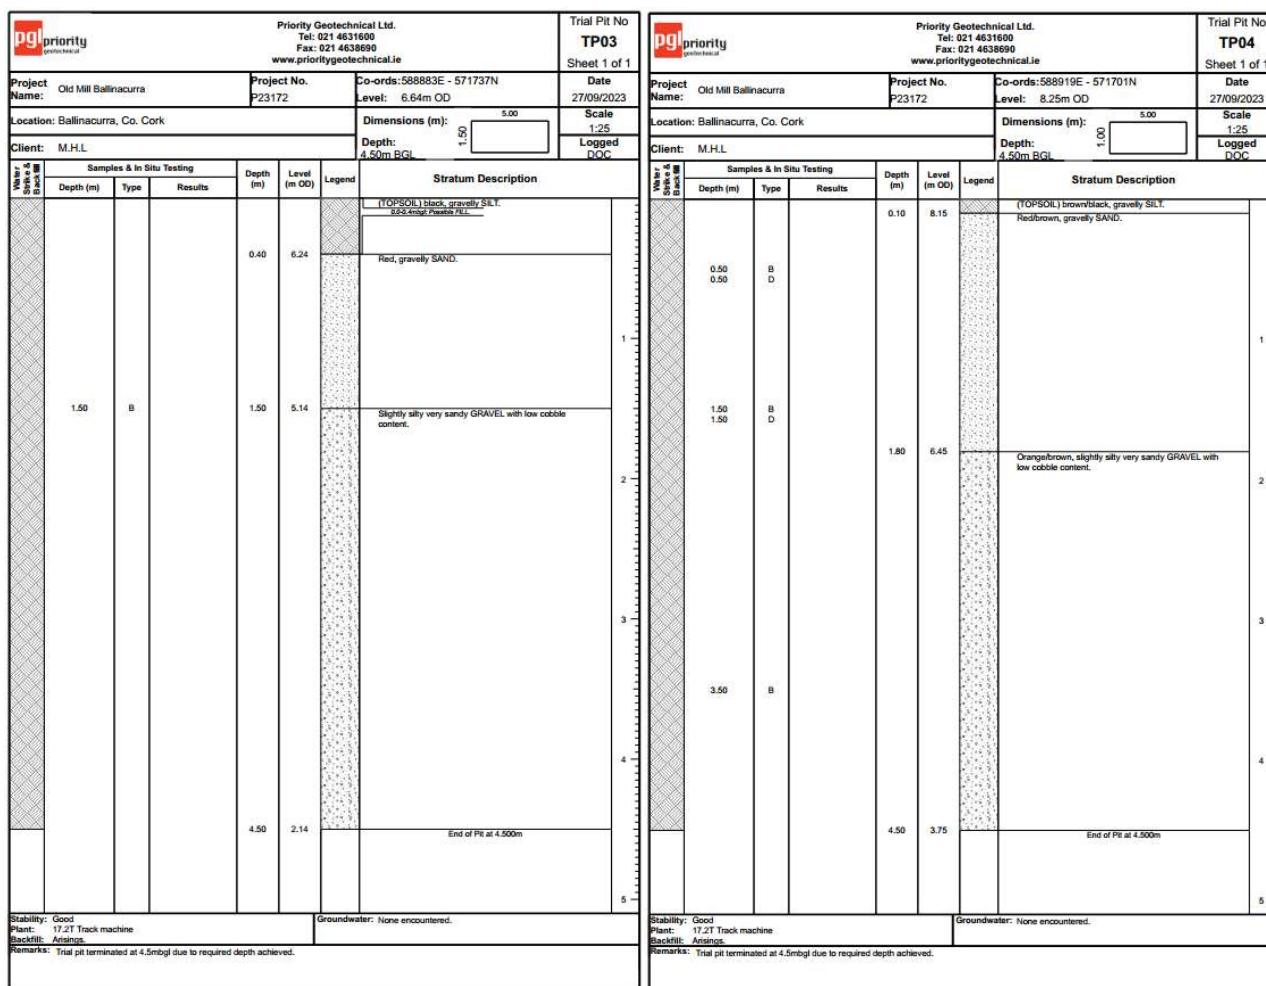 pgl priority
geotechnical
Priority Geotechnical Ltd.
Tel: 021 4631600
Fax: 021 4638690
www.prioritygeotechnical.ie
Trial Pit No
TP03
Sheet 1 of 1
Project Name: Old Mill Ballinacurra
Project No. P23172
Co-ords:588883E - 571737N
Level: 6.64m OD
Date
27/09/2023
Location: Ballinacurra, Co. Cork
Dimensions (m): 5.00
1.50
Scale
1:25
Client: M.H.L
Depth:
4.50m BGL
Logged
DOC
Water Strike & Backfill
Samples & In Situ Testing
Depth (m) Type Results
Depth (m)
Level (m OD)
Legend
Stratum Description
(TOPSOIL) black, gravelly SILT.
0.0-0.4mbgl: Possible FILL.
0.40 6.24 Red, gravelly SAND.
1
1.50 B 1.50 5.14 Slightly silty very sandy GRAVEL with low cobble
content.
2
3
4
4.50 2.14 End of Pit at 4.500m
5
Stability: Good
Plant: 17.2T Track machine
Backfill: Arisings.
Groundwater: None encountered.
Remarks: Trial pit terminated at 4.5mbgl due to required depth achieved.
pgl priority
geotechnical
Priority Geotechnical Ltd.
Tel: 021 4631600
Fax: 021 4638690
www.prioritygeotechnical.ie
Trial Pit No
TP04
Sheet 1 of 1
Project Name: Old Mill Ballinacurra
Project No. P23172
Co-ords:588919E - 571701N
Level: 8.25m OD
Date
27/09/2023
Location: Ballinacurra, Co. Cork
Dimensions (m): 5.00
1.00
Scale
1:25
Client: M.H.L
Depth:
4.50m BGL
Logged
DOC
Water Strike & Backfill
Samples & In Situ Testing
Depth (m) Type Results
Depth (m)
Level (m OD)
Legend
Stratum Description
(TOPSOIL) brown/black, gravelly SILT.
0.10 8.15 Red/brown, gravelly SAND.
0.50 B
0.50 D
1
1.50 B
1.50 D
1.80 6.45 Orange/brown, slightly silty very sandy GRAVEL with
low cobble content.
2
3
3.50 B
4
4.50 3.75 End of Pit at 4.500m
5
Stability: Good
Plant: 17.2T Track machine
Backfill: Arisings.
Groundwater: None encountered.
Remarks: Trial pit terminated at 4.5mbgl due to required depth achieved.